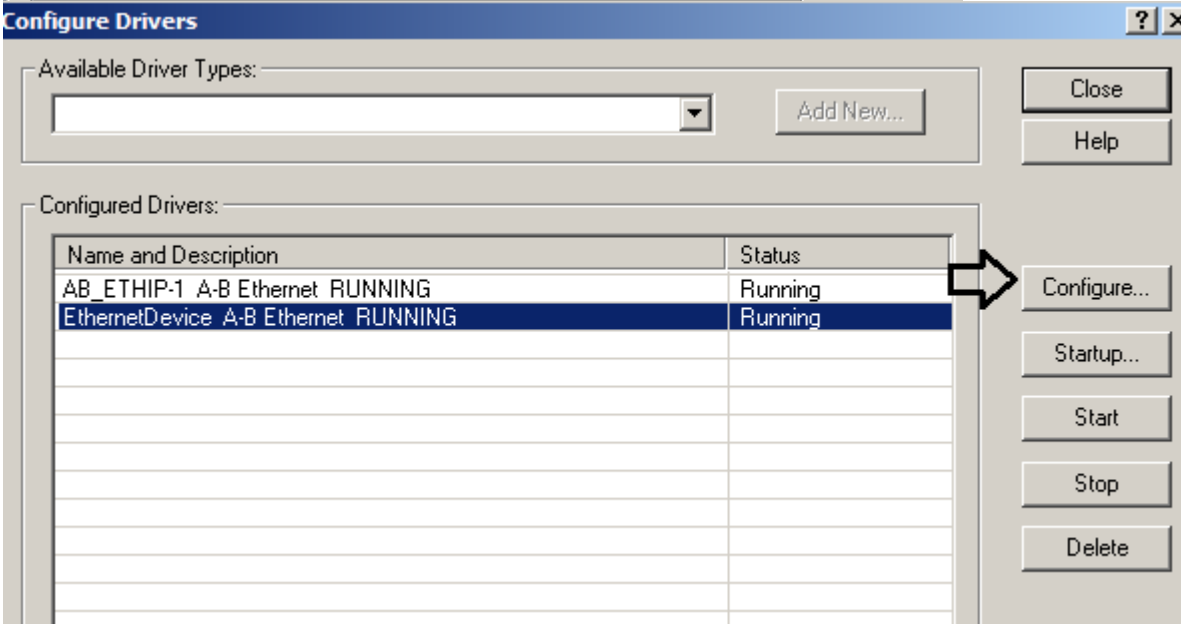 Configure Drivers
Available Driver Types:
Add New...
Close
Help
Configured Drivers:
Name and Description Status
AB_ETHIP-1 A-B Ethernet RUNNING Running
EthernetDevice A-B Ethernet RUNNING Running
Configure...
Startup...
Start
Stop
Delete